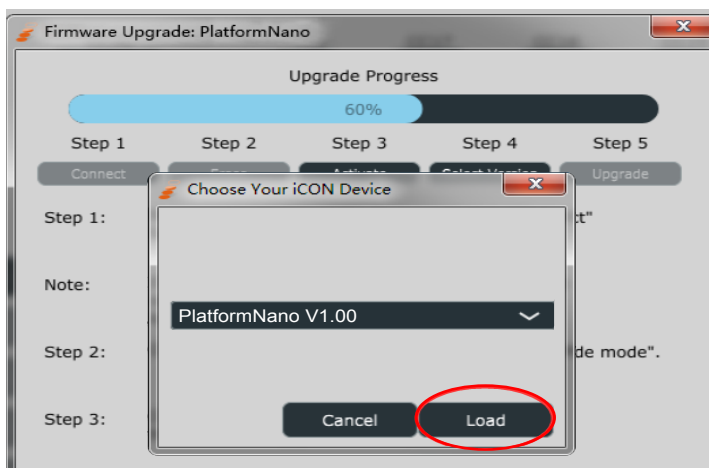 Firmware Upgrade: PlatformNano
Upgrade Progress
60%
Step 1 Step 2 Step 3 Step 4 Step 5
Connect Upgrade
Choose Your iCON Device
Step 1: ct"
Note:
PlatformNano V1.00
Step 2: de mode".
Step 3:
Cancel Load